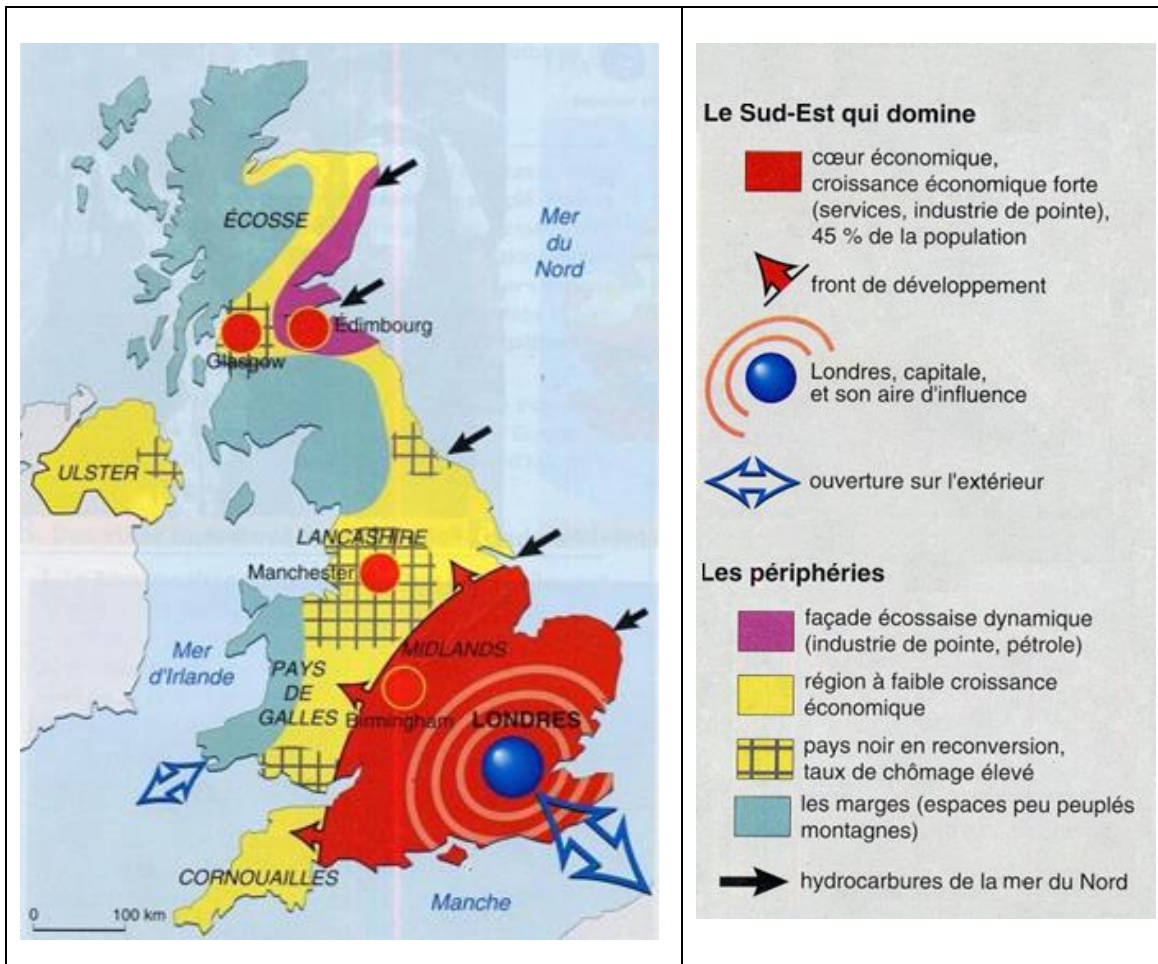 ÉCOSSE
Mer
du
Nord
Édimbourg
Glasgow
ULSTER
LANCASHIRE
Manchester
Mer
d'Irlande
MIDLANDS
PAYS
DE
GALLES
Birmingham
LONDRES
CORNOUAILLES
Manche
0 100 km
Le Sud-Est qui domine
cœur économique,
croissance économique forte
(services, industrie de pointe),
45 % de la population
front de développement
Londres, capitale,
et son aire d'influence
ouverture sur l'extérieur
Les périphéries
façade écossaise dynamique
(industrie de pointe, pétrole)
région à faible croissance
économique
pays noir en reconversion,
taux de chômage élevé
les marges (espaces peu peuplés
montagnes)
hydrocarbures de la mer du Nord